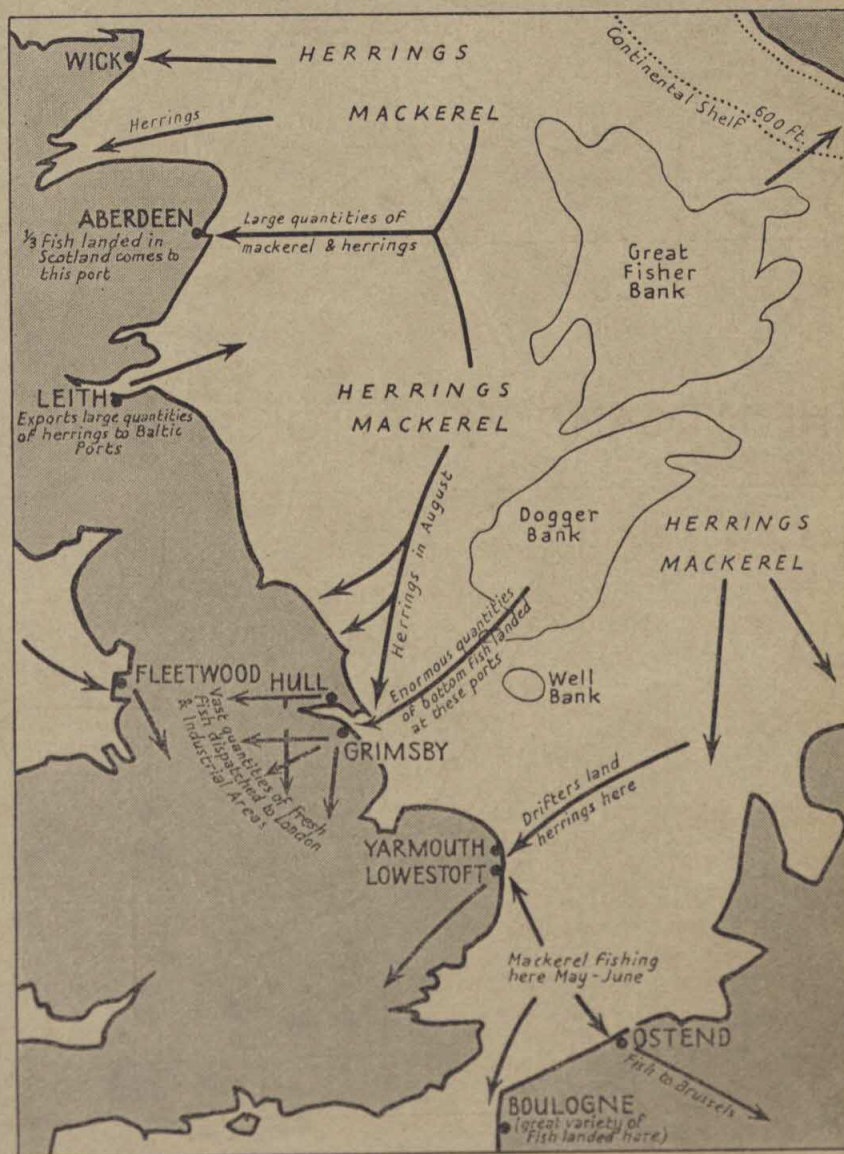 WICK
HERRINGS
Continental Shelf
600 Ft.
Herrings
MACKEREL
ABERDEEN
1/3 Fish landed in
Scotland comes to
this port
Large quantities of
mackerel & herrings
Great
Fisher
Bank
LEITH
Exports large quantities
of herrings to Baltic
Ports
HERRINGS
MACKEREL
Herrings in August
Dogger
Bank
HERRINGS
MACKEREL
Enormous quantities
of bottom fish landed
at these ports
Well
Bank
FLEETWOOD
HULL
GRIMSBY
Vast quantities of fresh
fish dispatched to London
& Industrial Areas
Drifters land
herrings here
YARMOUTH
LOWESTOFT
Mackerel Fishing
here May-June
OSTEND
Fish to Brussels
BOULOGNE
(great variety of
Fish landed here)